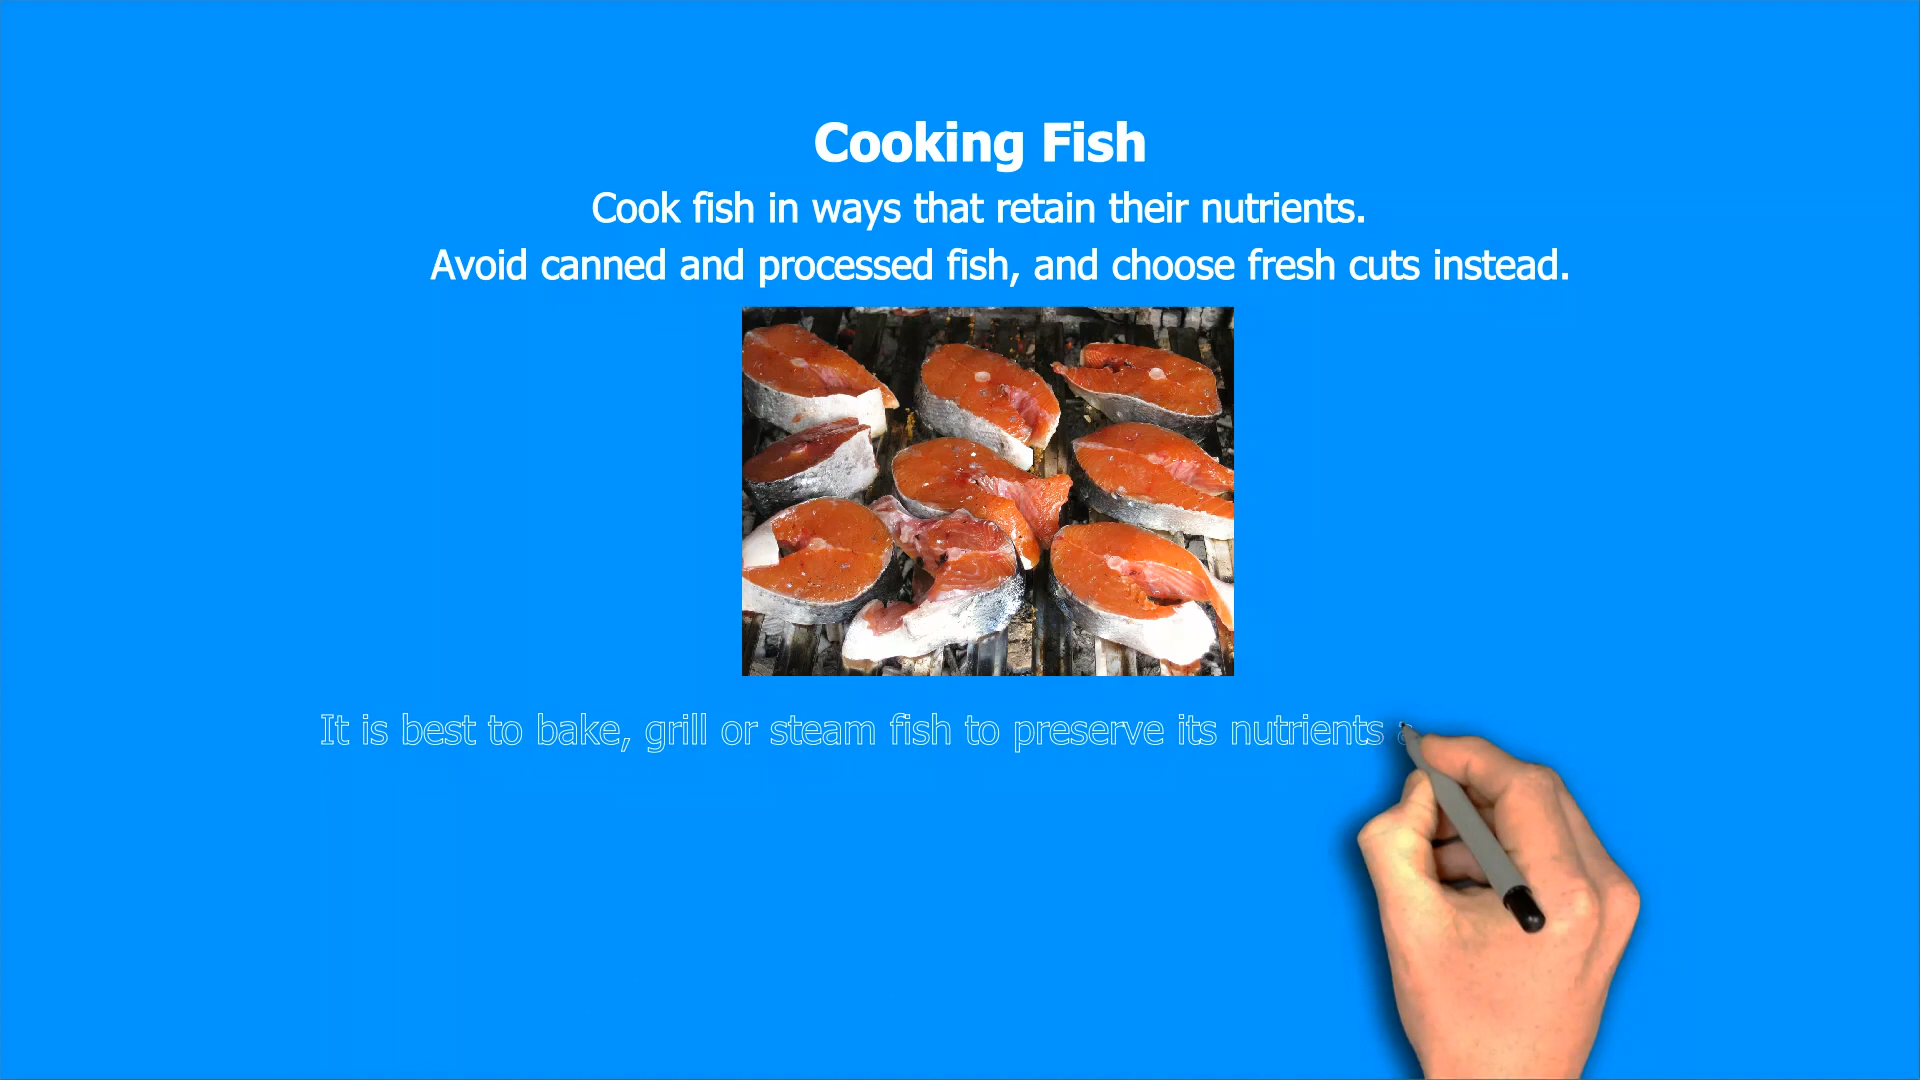 Cooking Fish
Cook fish in ways that retain their nutrients.
Avoid canned and processed fish, and choose fresh cuts instead.
It is best to bake, grill or steam fish to preserve its nutrients